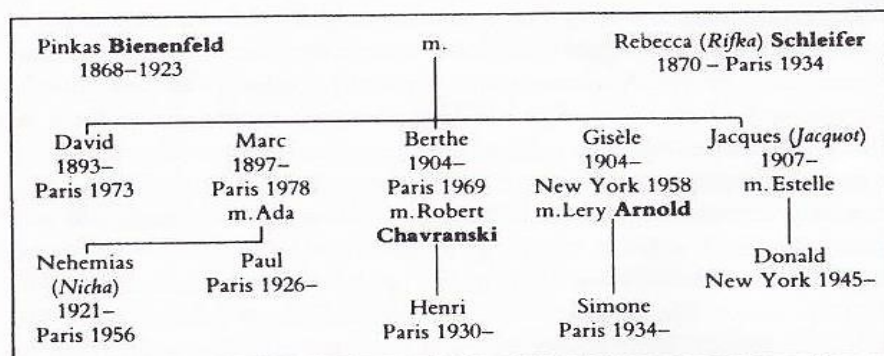 Pinkas Bienenfeld
1868–1923
m.
Rebecca (Rifka) Schleifer
1870 – Paris 1934
David
1893–
Paris 1973
Marc
1897–
Paris 1978
m. Ada
Berthe
1904–
Paris 1969
m. Robert
Chavranski
Gisèle
1904–
New York 1958
m. Lery Arnold
Jacques (Jacquot)
1907–
m. Estelle
Nehemias
(Nicha)
1921–
Paris 1956
Paul
Paris 1926–
Henri
Paris 1930–
Simone
Paris 1934–
Donald
New York 1945–